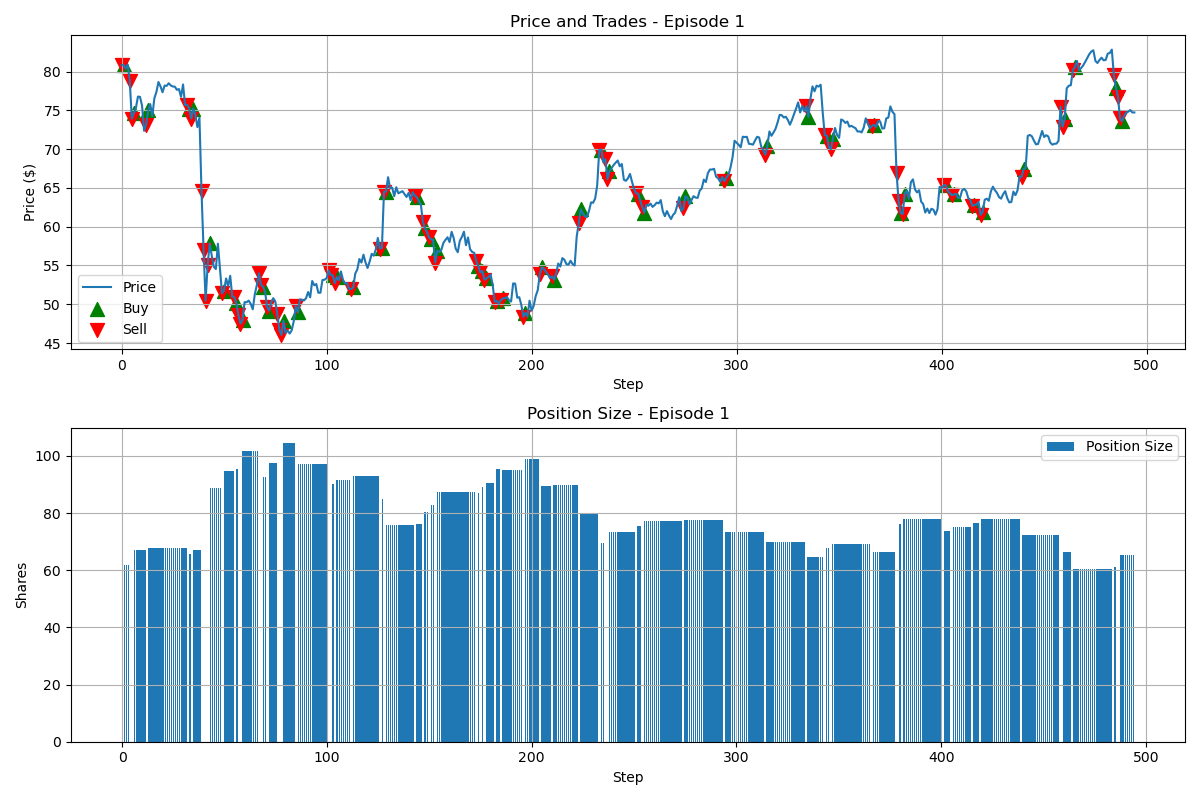 Price and Trades - Episode 1
Price ($)
80
75
70
65
60
55
50
45
Price
Buy
Sell
0 100 200 300 400 500
Step
Position Size - Episode 1
Shares
100
80
60
40
20
0
Position Size
0 100 200 300 400 500
Step